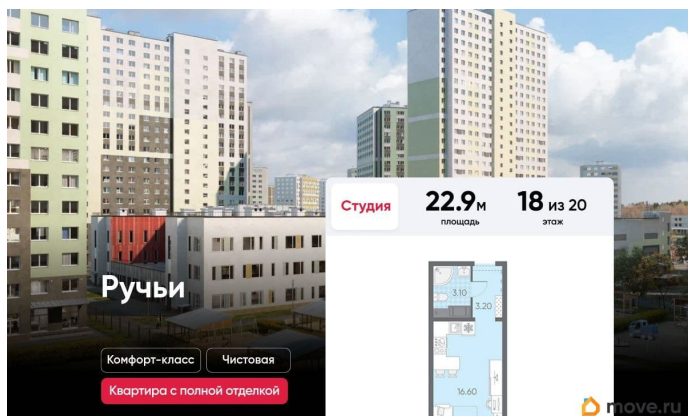 Студия
22.9м
площадь
18 из 20
этаж
Ручьи
Комфорт-класс
Чистовая
Квартира с полной отделкой
3.10
3.20
16.60
move.ru